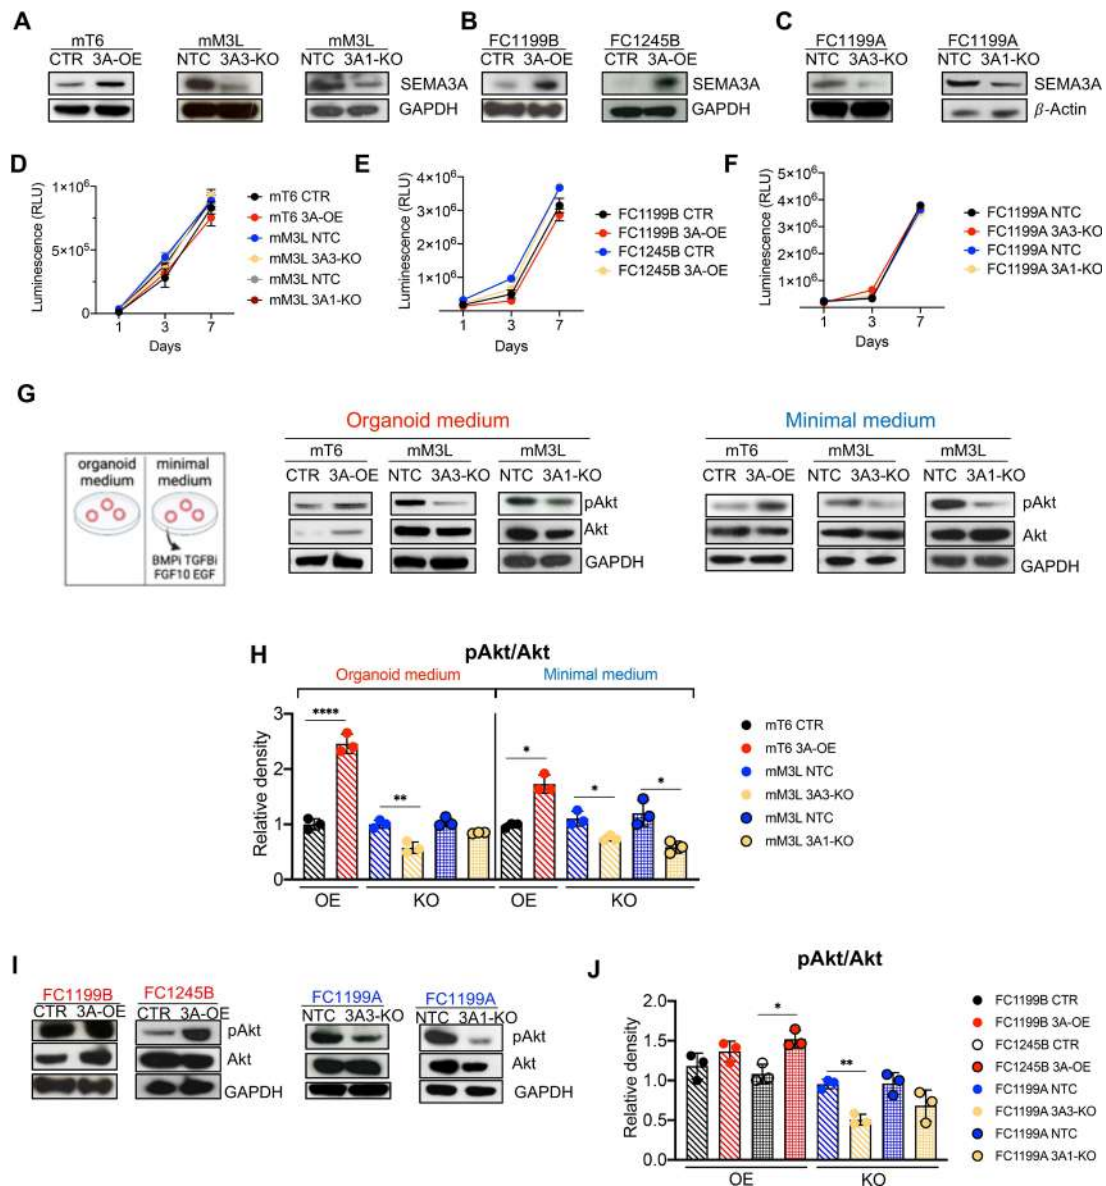 A
mT6
CTR 3A-OE
mM3L
NTC 3A3-KO
mM3L
NTC 3A1-KO
SEMA3A
GAPDH
B
FC1199B
CTR 3A-OE
FC1245B
CTR 3A-OE
SEMA3A
GAPDH
C
FC1199A
NTC 3A3-KO
FC1199A
NTC 3A1-KO
SEMA3A
β-Actin
D
Luminescence (RLU)
1×10⁶
5×10⁵
0
1 3 7
Days
mT6 CTR
mT6 3A-OE
mM3L NTC
mM3L 3A3-KO
mM3L NTC
mM3L 3A1-KO
E
Luminescence (RLU)
4×10⁶
3×10⁶
2×10⁶
1×10⁶
1 3 7
Days
FC1199B CTR
FC1199B 3A-OE
FC1245B CTR
FC1245B 3A-OE
F
Luminescence (RLU)
5×10⁶
4×10⁶
3×10⁶
2×10⁶
1×10⁶
1 3 7
Days
FC1199A NTC
FC1199A 3A3-KO
FC1199A NTC
FC1199A 3A1-KO
G
organoid medium
minimal medium
BMPi TGFBi
FGF10 EGF
Organoid medium
mT6
CTR 3A-OE
mM3L
NTC 3A3-KO
mM3L
NTC 3A1-KO
pAkt
Akt
GAPDH
Minimal medium
mT6
CTR 3A-OE
mM3L
NTC 3A3-KO
mM3L
NTC 3A1-KO
pAkt
Akt
GAPDH
H
pAkt/Akt
Organoid medium
Minimal medium
Relative density
3
2
1
0
****
**
*
*
*
OE KO OE KO
mT6 CTR
mT6 3A-OE
mM3L NTC
mM3L 3A3-KO
mM3L NTC
mM3L 3A1-KO
I
FC1199B
CTR 3A-OE
FC1245B
CTR 3A-OE
pAkt
Akt
GAPDH
FC1199A
NTC 3A3-KO
FC1199A
NTC 3A1-KO
pAkt
Akt
GAPDH
J
pAkt/Akt
Relative density
2.0
1.5
1.0
0.5
0.0
*
**
OE KO
FC1199B CTR
FC1199B 3A-OE
FC1245B CTR
FC1245B 3A-OE
FC1199A NTC
FC1199A 3A3-KO
FC1199A NTC
FC1199A 3A1-KO